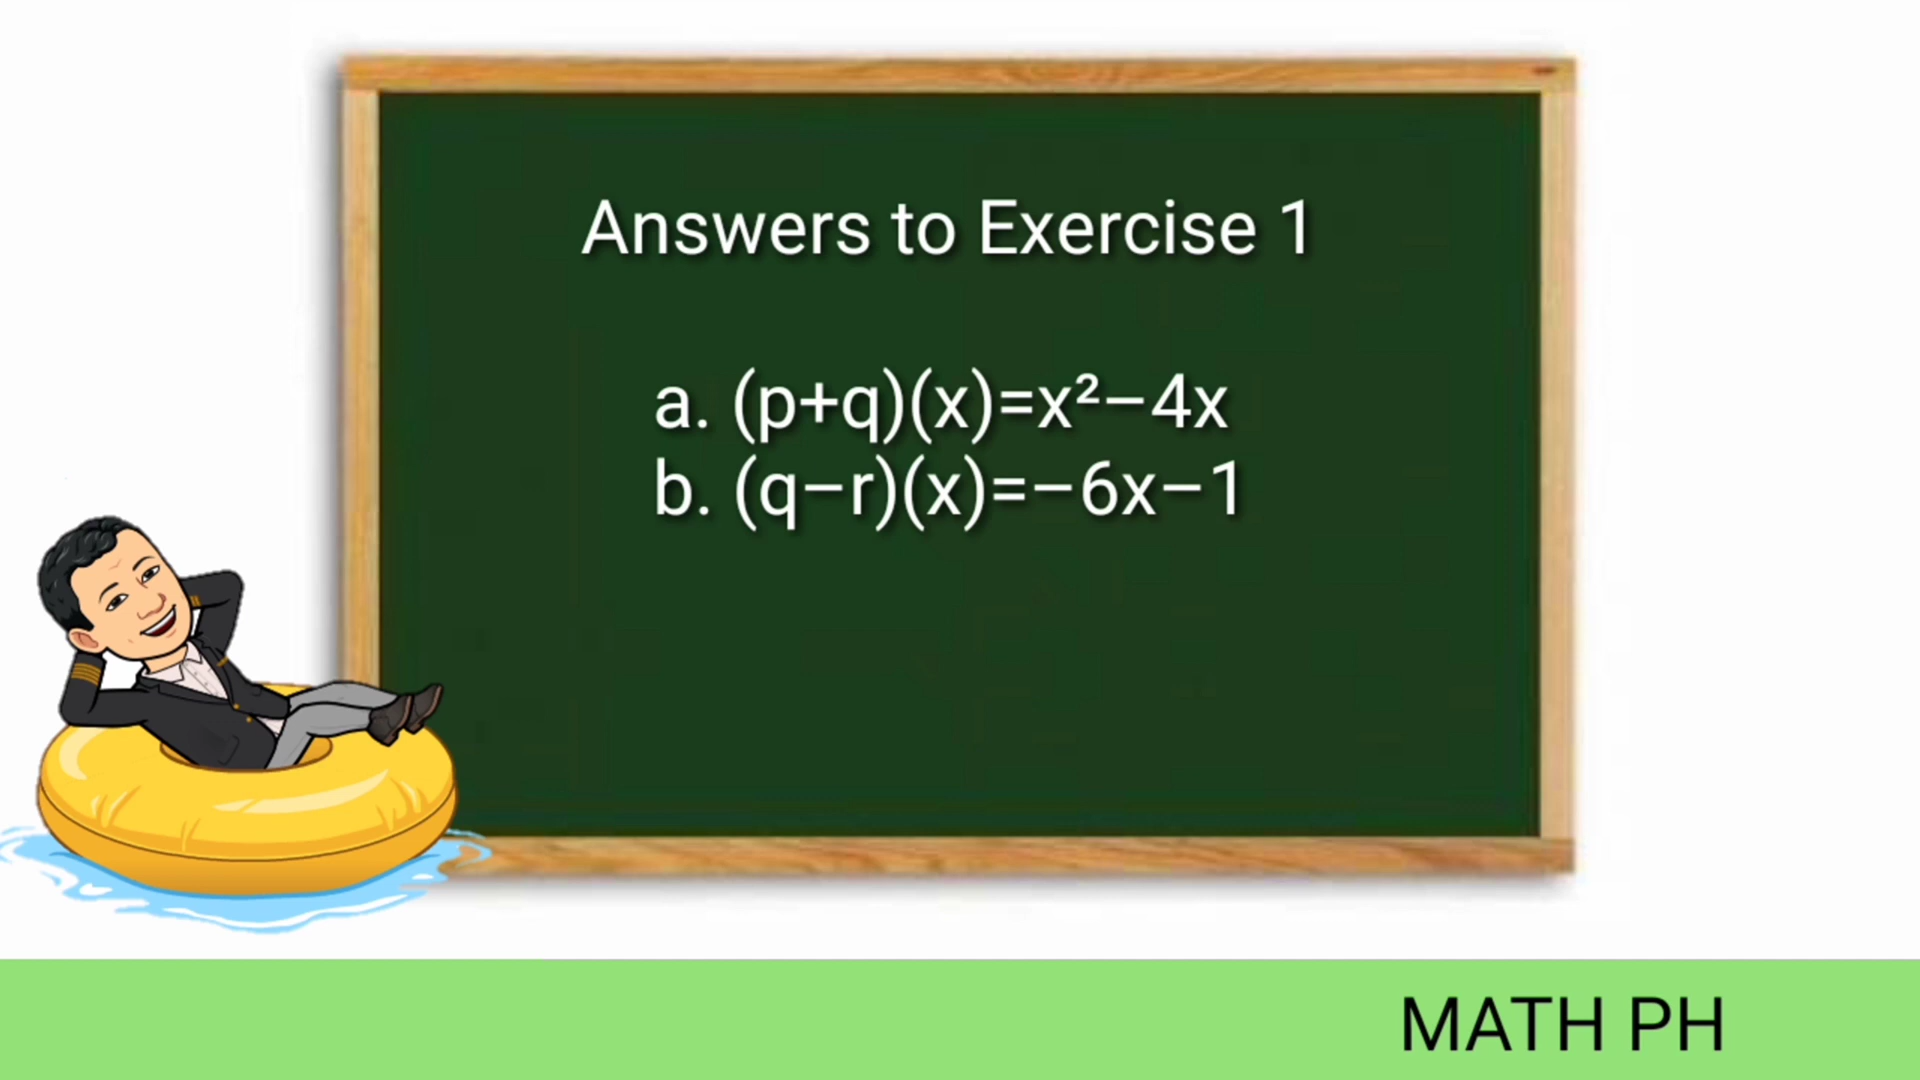 Answers to Exercise 1
a. (p+q)(x)=x²−4x
b. (q−r)(x)=−6x−1
MATH PH